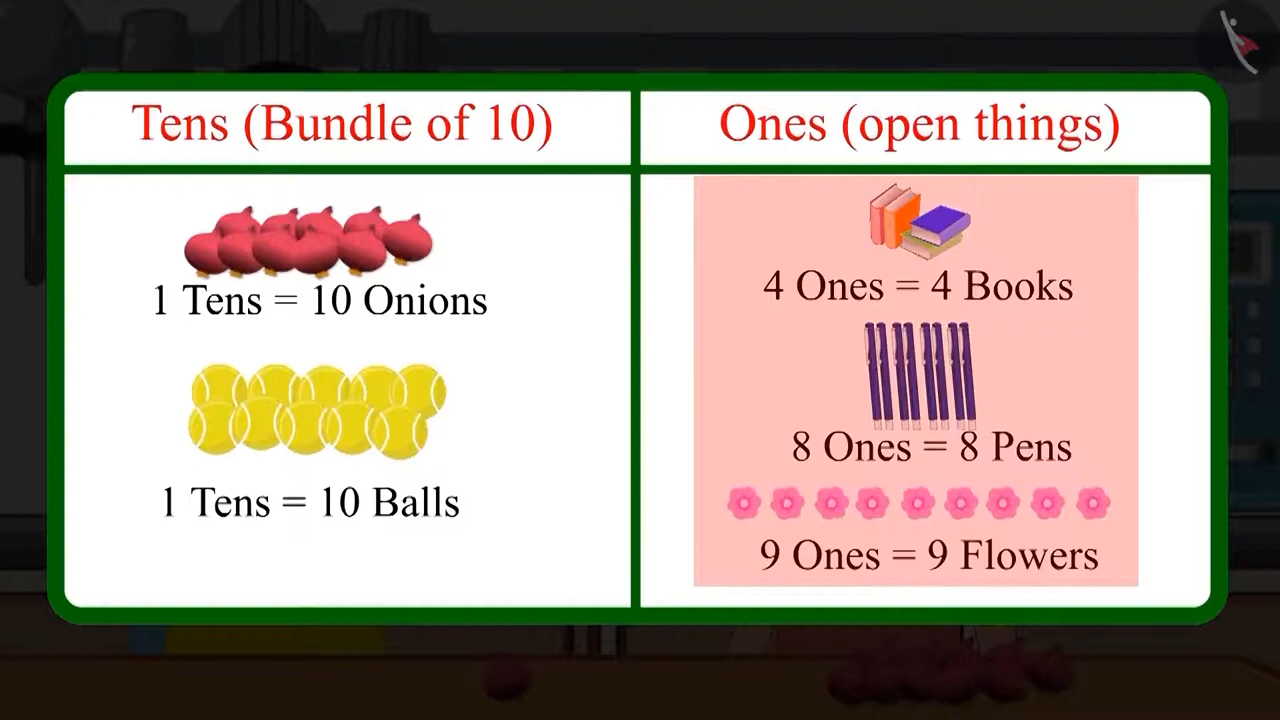 Tens (Bundle of 10)
Ones (open things)
1 Tens = 10 Onions
1 Tens = 10 Balls
4 Ones = 4 Books
8 Ones = 8 Pens
9 Ones = 9 Flowers